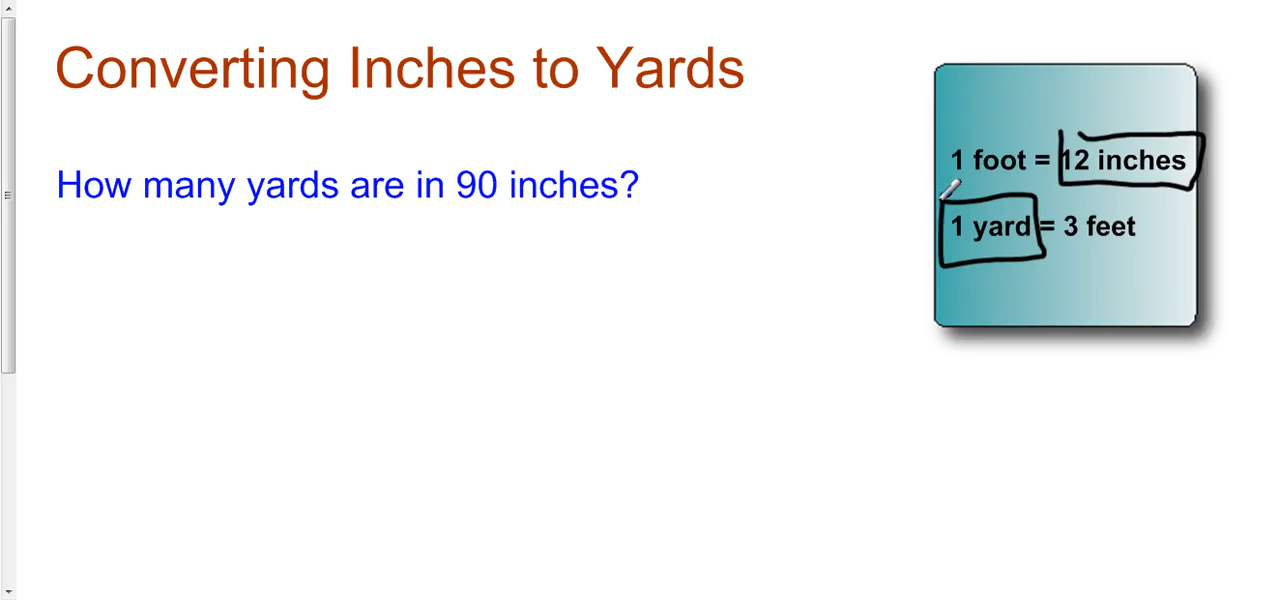 Converting Inches to Yards
How many yards are in 90 inches?
1 foot = 12 inches
1 yard = 3 feet